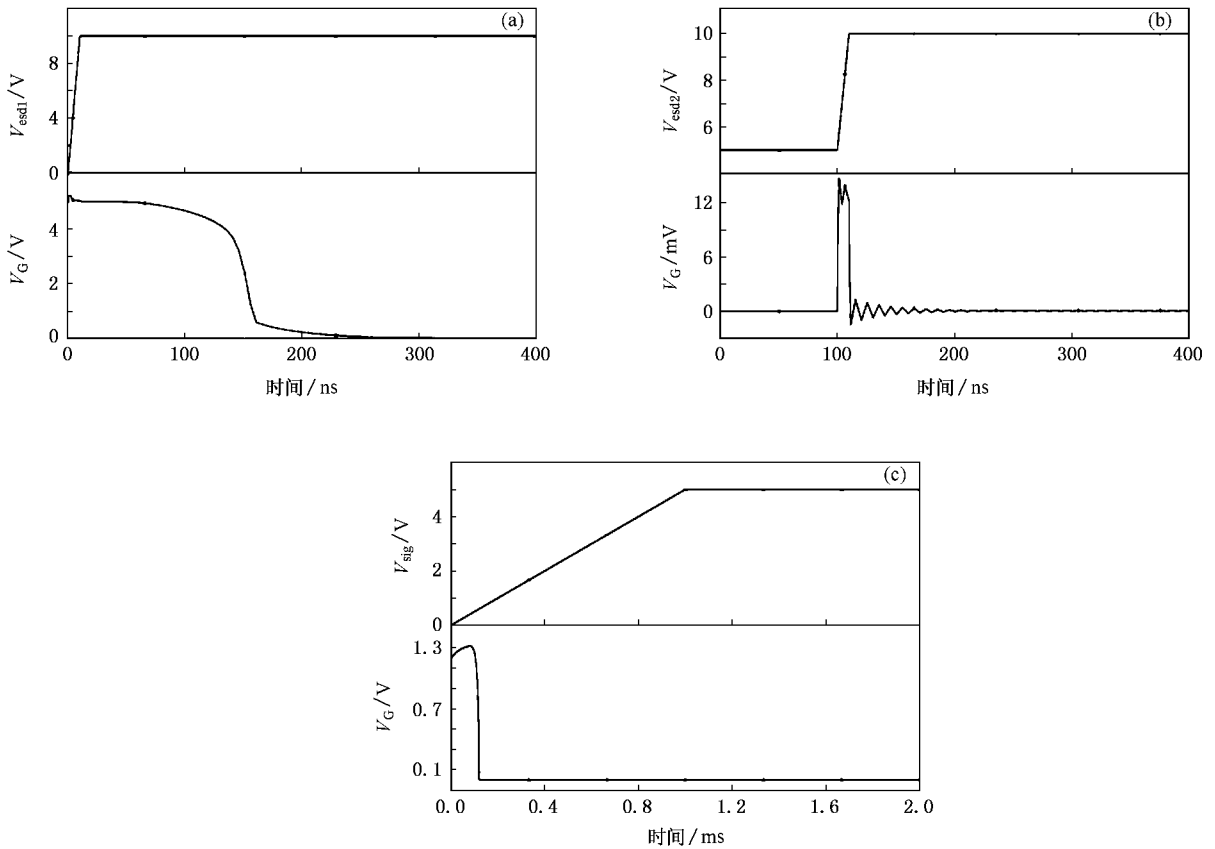 (a)
V_esd1/V
8
4
0
V_G/V
4
2
0
0 100 200 300 400
时间/ns
(b)
V_esd2/V
10
8
6
V_G/mV
12
6
0
0 100 200 300 400
时间/ns
(c)
V_sig/V
4
2
0
V_G/V
1.3
0.7
0.1
0.0 0.4 0.8 1.2 1.6 2.0
时间/ms